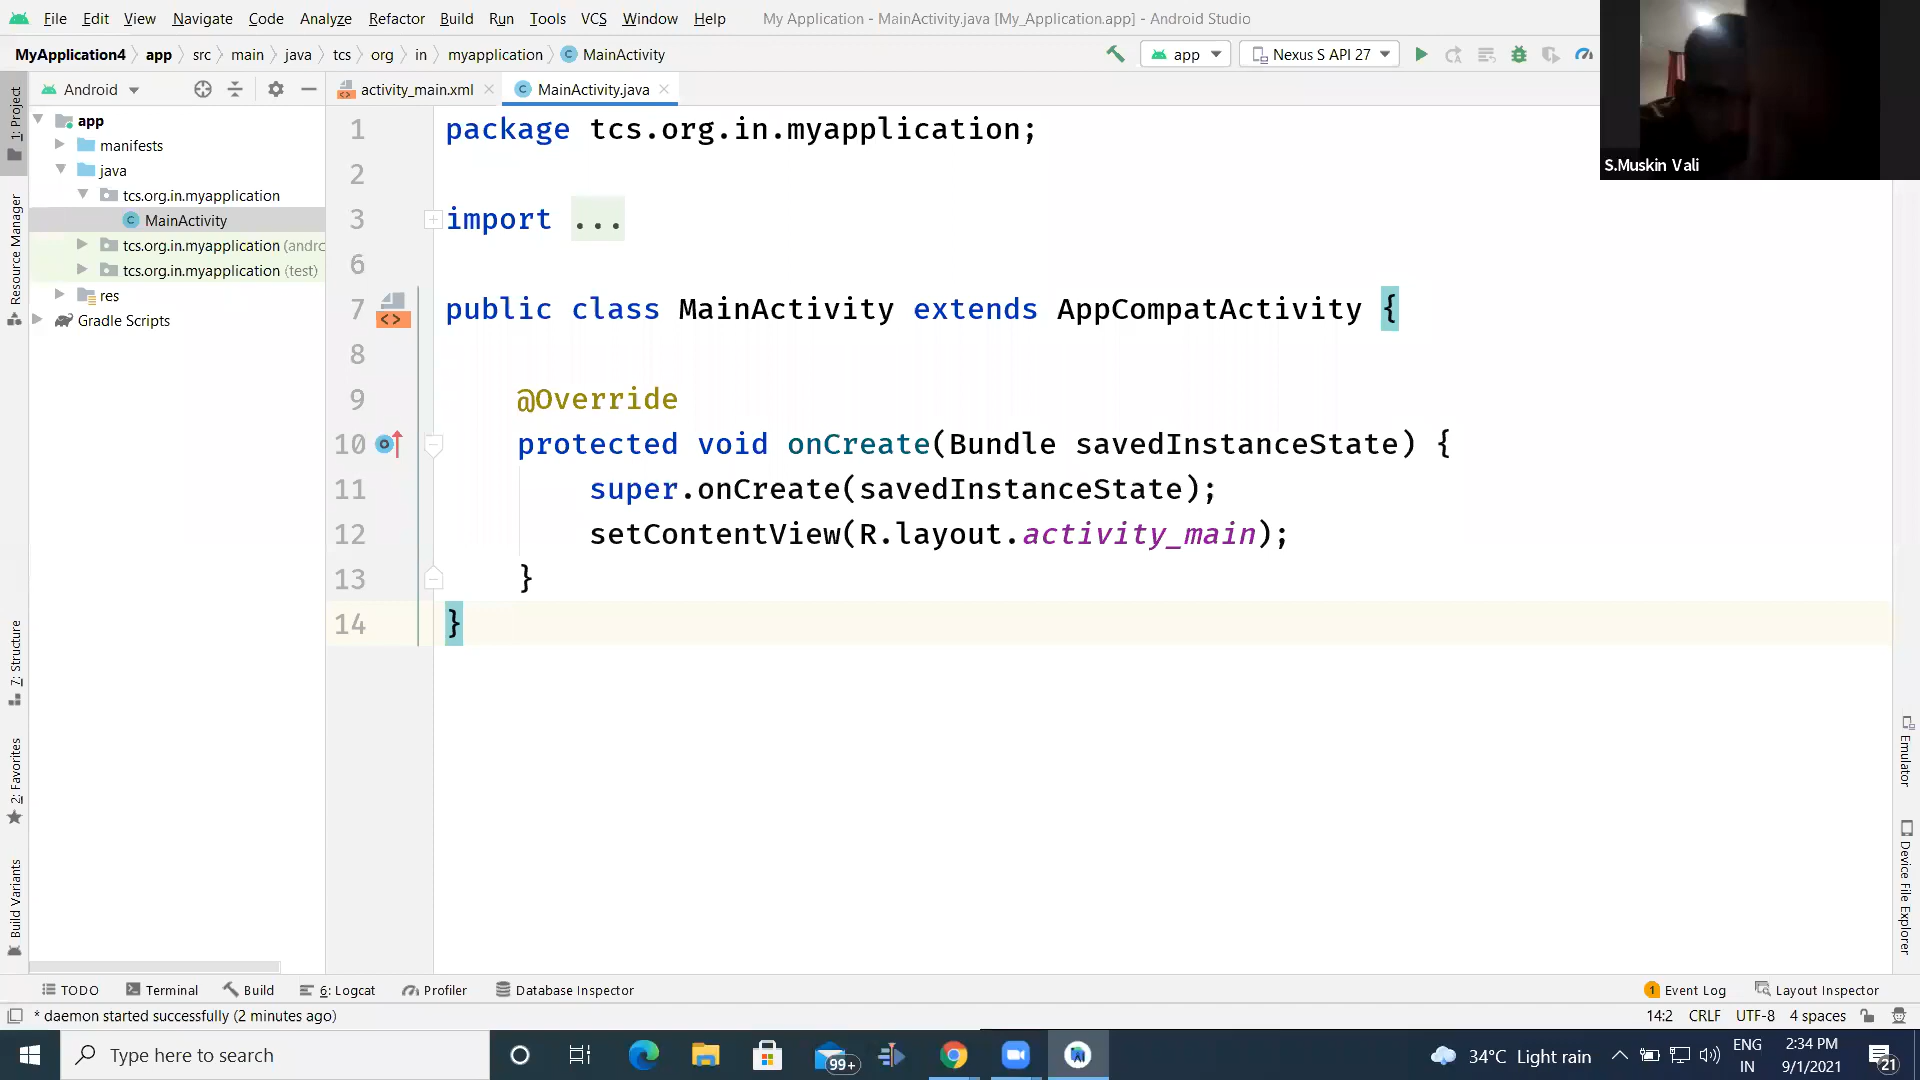 File Edit View Navigate Code Analyze Refactor Build Run Tools VCS Window Help My Application - MainActivity.java [My_Application.app] - Android Studio
MyApplication4 app src main java tcs org in myapplication MainActivity app Nexus S API 27
S.Muskin Vali
Android activity_main.xml MainActivity.java
1: Project
Resource Manager
7: Structure
2: Favorites
Build Variants
app
manifests
java
tcs.org.in.myapplication
MainActivity
tcs.org.in.myapplication (andrc
tcs.org.in.myapplication (test)
res
Gradle Scripts
1 package tcs.org.in.myapplication;
2
3 import ...
6
7 public class MainActivity extends AppCompatActivity {
8
9 @Override
10 protected void onCreate(Bundle savedInstanceState) {
11 super.onCreate(savedInstanceState);
12 setContentView(R.layout.activity_main);
13 }
14 }
Emulator
Device File Explorer
TODO Terminal Build 6: Logcat Profiler Database Inspector 1 Event Log Layout Inspector
* daemon started successfully (2 minutes ago) 14:2 CRLF UTF-8 4 spaces
Type here to search 99+ 34°C Light rain ENG IN 2:34 PM 9/1/2021 21